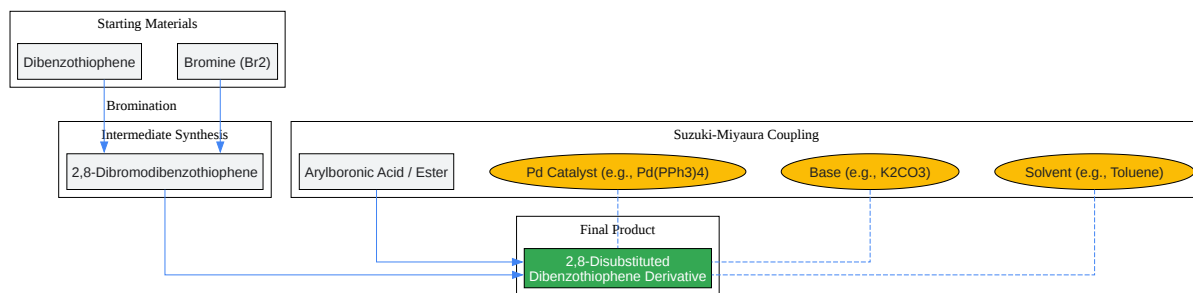 Starting Materials
Dibenzothiophene
Bromine (Br2)
Bromination
Intermediate Synthesis
2,8-Dibromodibenzothiophene
Suzuki-Miyaura Coupling
Arylboronic Acid / Ester
Pd Catalyst (e.g., Pd(PPh3)4)
Base (e.g., K2CO3)
Solvent (e.g., Toluene)
Final Product
2,8-Disubstituted
Dibenzothiophene Derivative